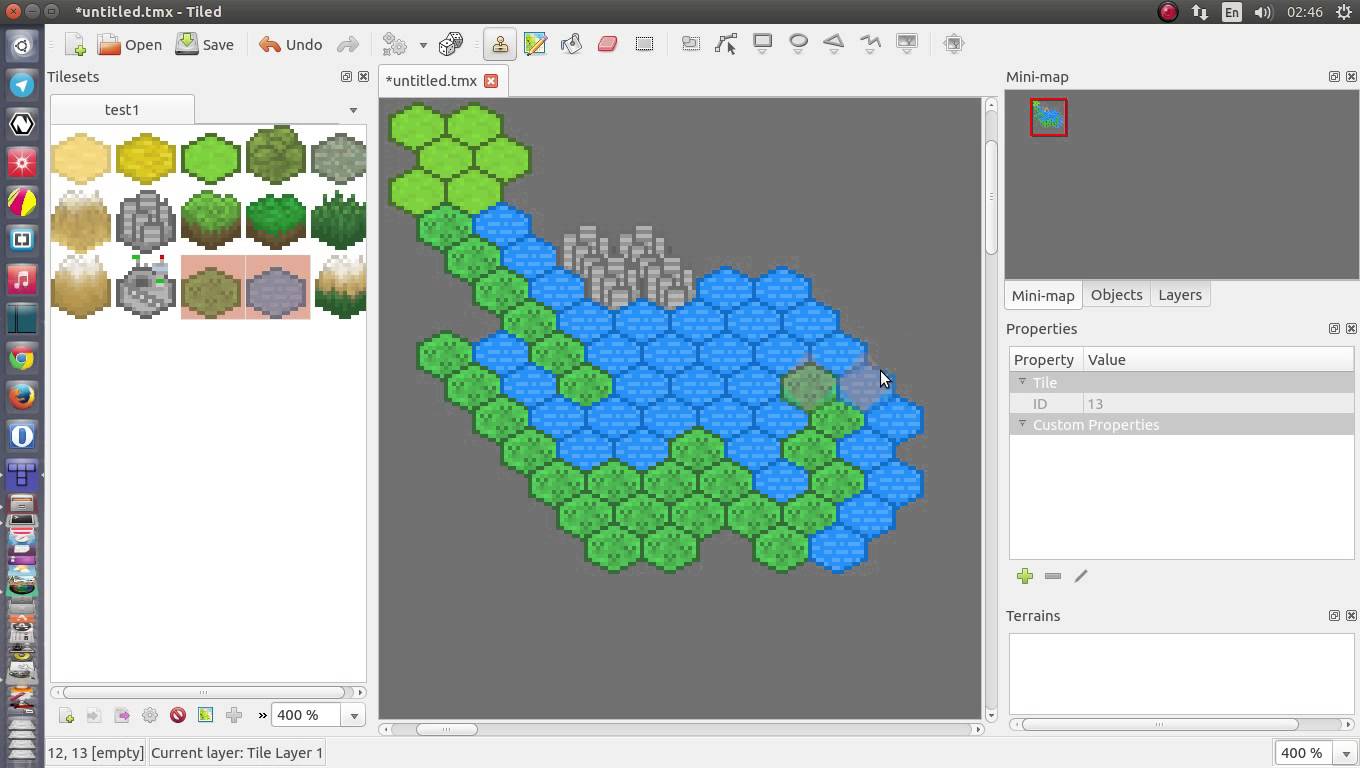 *untitled.tmx - Tiled
En
02:46
Open
Save
Undo
Tilesets
test1
*untitled.tmx
Mini-map
Mini-map
Objects
Layers
Properties
Property Value
Tile
ID 13
Custom Properties
Terrains
400 %
12, 13 [empty] Current layer: Tile Layer 1
400 %